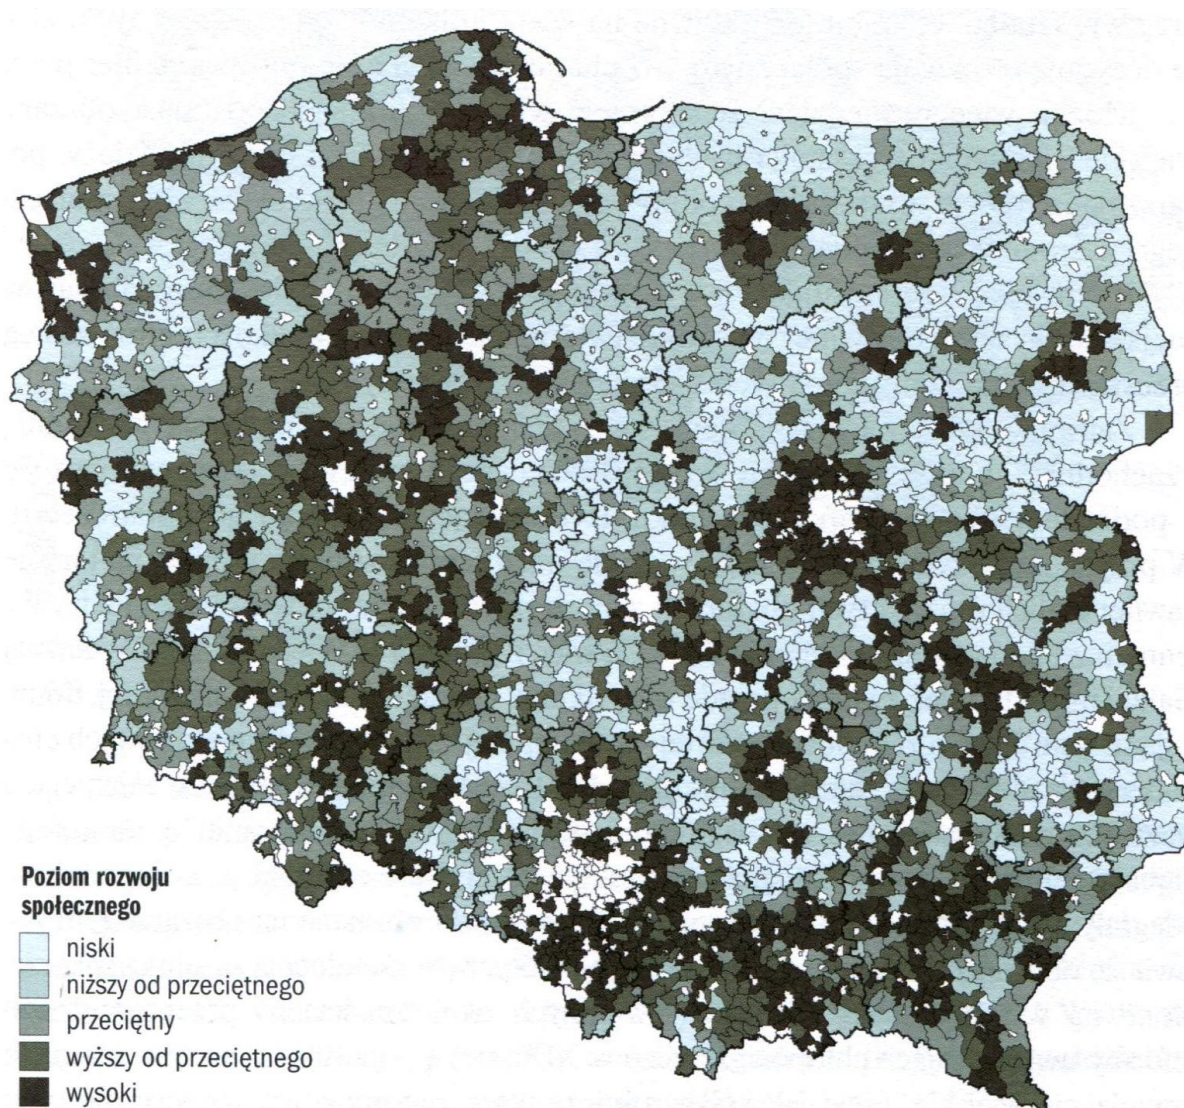 Poziom rozwoju
społecznego
niski
niższy od przeciętnego
przeciętny
wyższy od przeciętnego
wysoki